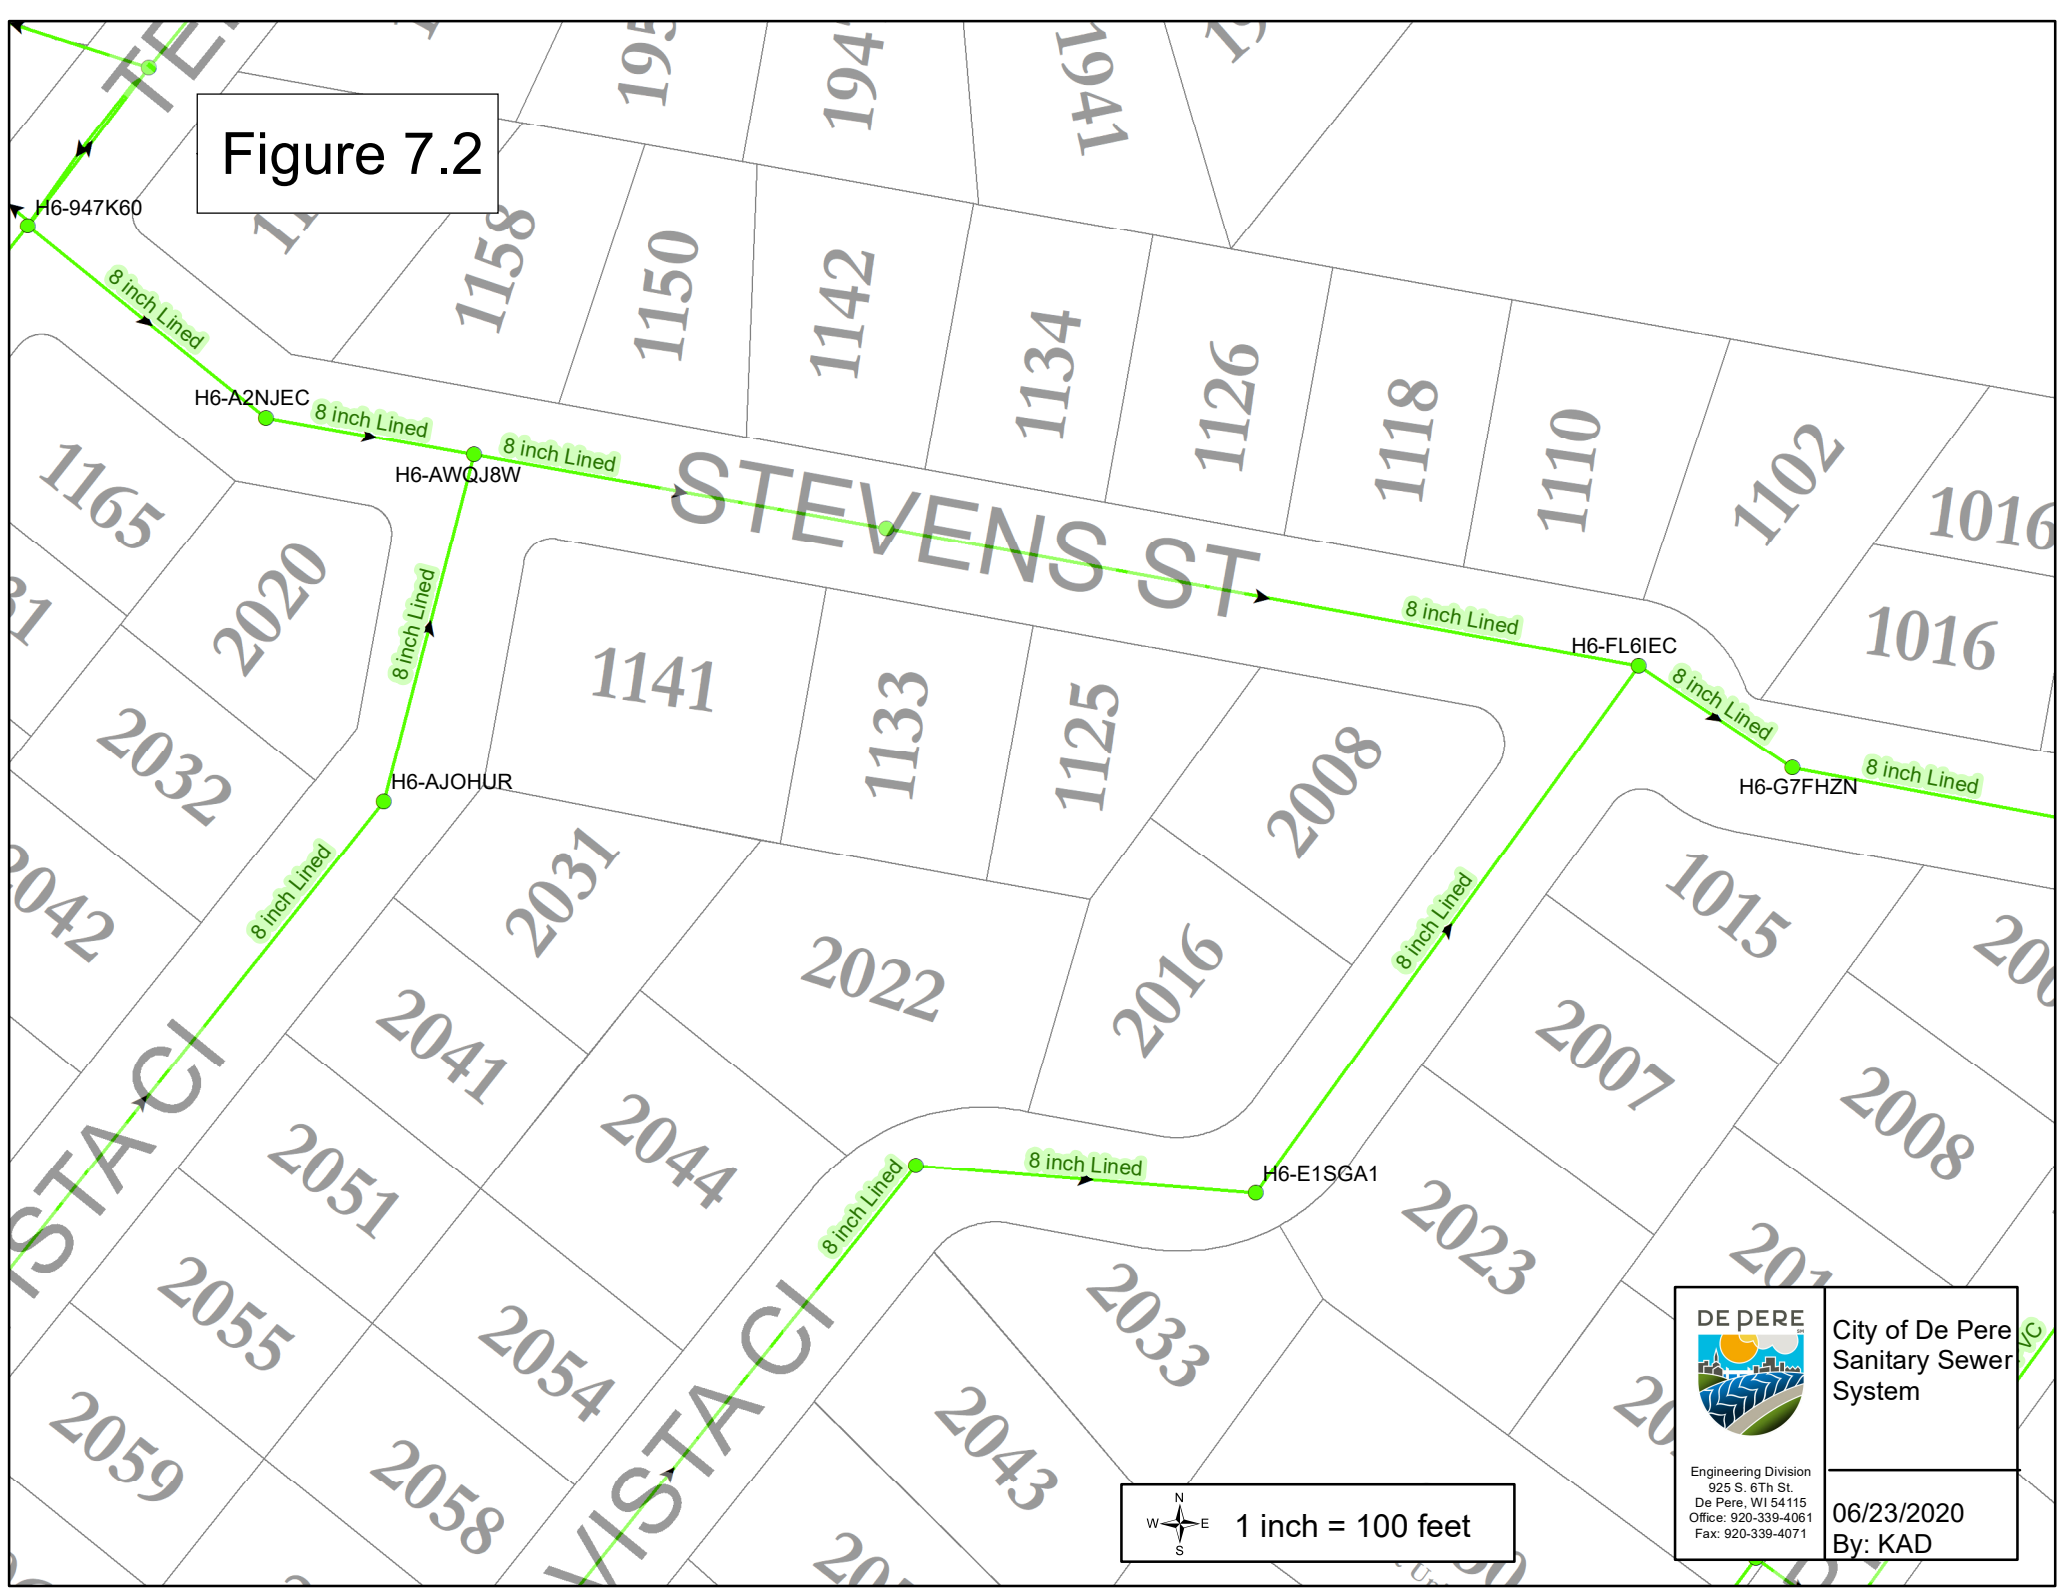 Figure 7.2
1941
H6-947K60
1158
1150
1142
1134
1126
1118
1110
1102
1016
1016
8 inch Lined
H6-A2NJEC
8 inch Lined
H6-AWQJ8W
8 inch Lined
STEVENS ST
8 inch Lined
H6-FL6IEC
8 inch Lined
H6-G7FHZN
8 inch Lined
1165
2020
8 inch Lined
1141
1133
1125
2008
2032
H6-AJOHUR
8 inch Lined
2042
2031
2022
2016
8 inch Lined
1015
2007
2008
2041
2044
2051
8 inch Lined
8 inch Lined
H6-E1SGA1
2023
ISTA CI
2055
2054
2033
2043
VISTA CI
2059
2058
N
W E
S
1 inch = 100 feet
DE PERE
Engineering Division
925 S. 6Th St.
De Pere, WI 54115
Office: 920-339-4061
Fax: 920-339-4071
City of De Pere
Sanitary Sewer
System
06/23/2020
By: KAD